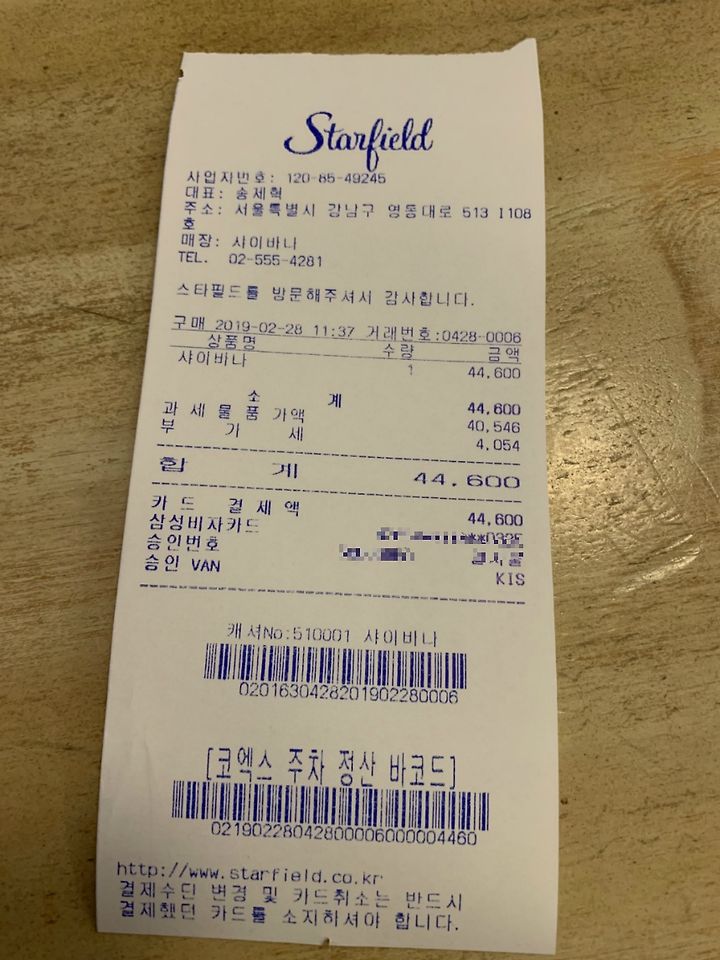 Starfield
사업자번호: 120-85-49245
대표: 송제혁
주소: 서울특별시 강남구 영동대로 513 I108
호
매장: 샤이바나
TEL. 02-555-4281
스타필드를 방문해주셔서 감사합니다.
구매 2019-02-28 11:37 거래번호:0428-0006
상품명 수량 금액
샤이바나 1 44,600
소 계 44,600
과 세 물 품 가액 40,546
부 가 세 4,054
합 계 44,600
카 드 결 제 액 44,600
삼성비자카드
승인번호
승인 VAN KIS
캐셔No:510001 샤이바나
0201630428201902280006
[코엑스 주차 정산 바코드]
02190228042800006000004460
http://www.starfield.co.kr
결제수단 변경 및 카드취소는 반드시
결제했던 카드를 소지하셔야 합니다.